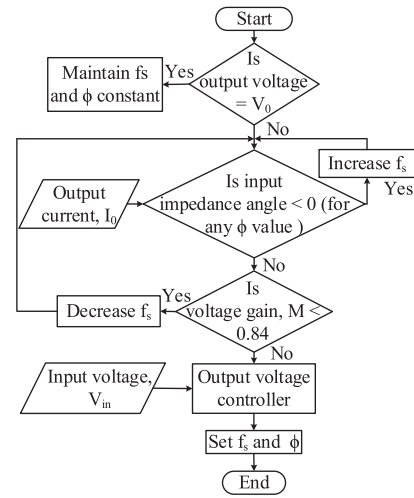 Start
Is
output voltage
= V₀
Yes
Maintain fs
and ϕ constant
No
Increase fₛ
Yes
Output
current, I₀
Is input
impedance angle < 0 (for
any ϕ value )
No
Is
voltage gain, M <
0.84
Yes
Decrease fₛ
No
Input voltage,
Vᵢₙ
Output voltage
controller
Set fₛ and ϕ
End